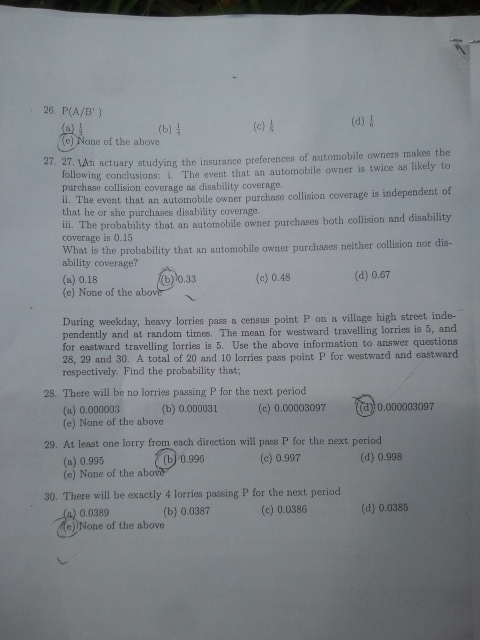 26. P(A/B')
(a) 1/3 (b) (c) (d)
(e) None of the above
27. 27. An actuary studying the insurance preferences of automobile owners makes the
following conclusions: i. The event that an automobile owner is twice as likely to
purchase collision coverage as disability coverage.
ii. The event that an automobile owner purchase collision coverage is independent of
that he or she purchases disability coverage.
iii. The probability that an automobile owner purchases both collision and disability
coverage is 0.15
What is the probability that an automobile owner purchases neither collision nor dis-
ability coverage?
(a) 0.18 (b) 0.33 (c) 0.48 (d) 0.67
(e) None of the above
During weekday, heavy lorries pass a census point P on a village high street inde-
pendently and at random times. The mean for westward travelling lorries is 5, and
for eastward travelling lorries is 5. Use the above information to answer questions
28, 29 and 30. A total of 20 and 10 lorries pass point P for westward and eastward
respectively. Find the probability that;
28. There will be no lorries passing P for the next period
(a) 0.000003 (b) 0.000031 (c) 0.00003097 (d) 0.000003097
(e) None of the above
29. At least one lorry from each direction will pass P for the next period
(a) 0.995 (b) 0.996 (c) 0.997 (d) 0.998
(e) None of the above
30. There will be exactly 4 lorries passing P for the next period
(a) 0.0389 (b) 0.0387 (c) 0.0386 (d) 0.0385
(e) None of the above